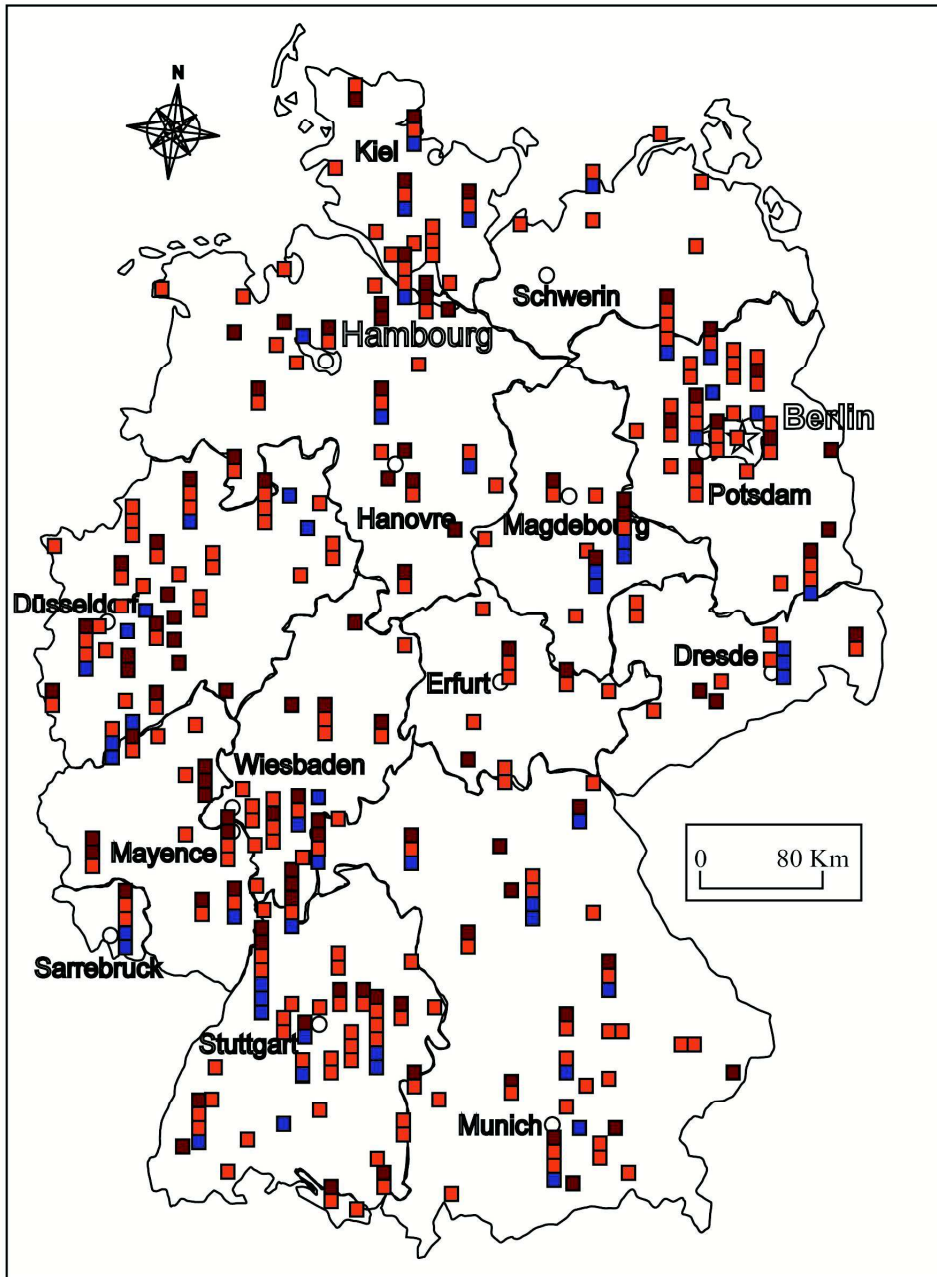 N
Kiel
Schwerin
Hambourg
Berlin
Hanovre
Magdebourg
Potsdam
Düsseldorf
Erfurt
Dresde
Wiesbaden
Mayence
0 80 Km
Sarrebruck
Stuttgart
Munich